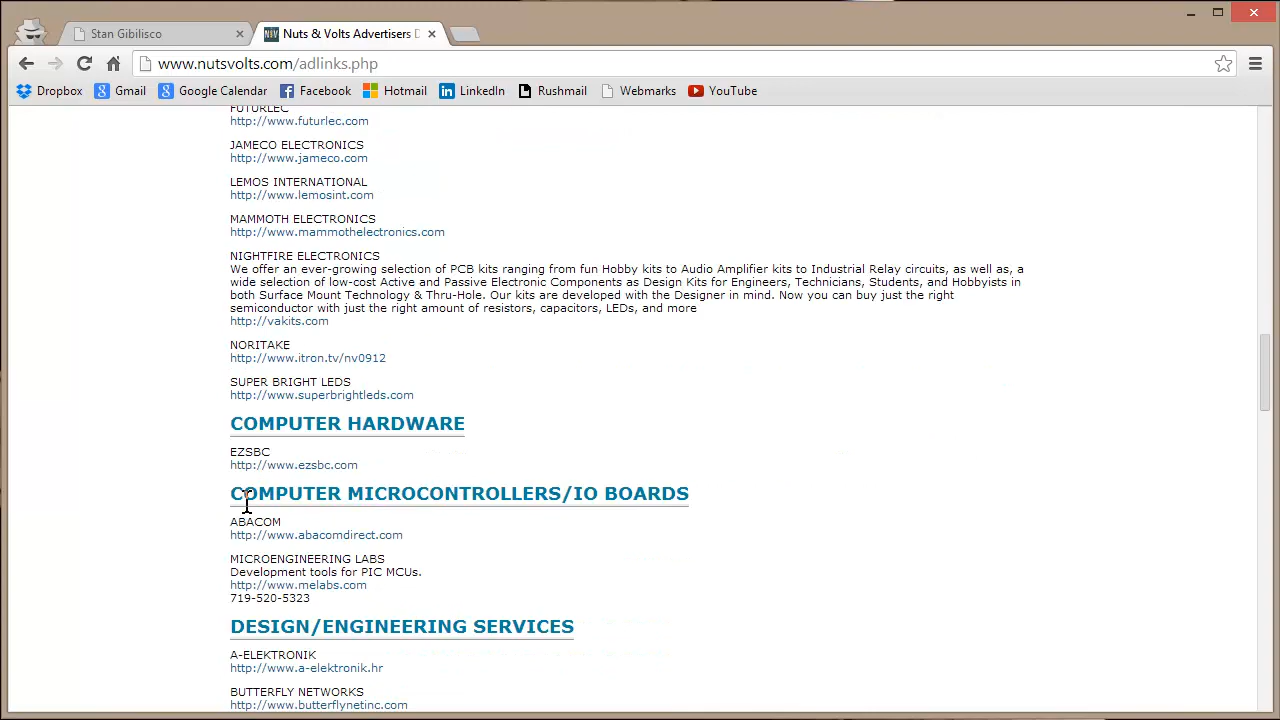 Stan Gibilisco
Nuts & Volts Advertisers D
www.nutsvolts.com/adlinks.php
Dropbox Gmail Google Calendar Facebook Hotmail LinkedIn Rushmail Webmarks YouTube
FUTURLEC
http://www.futurlec.com
JAMECO ELECTRONICS
http://www.jameco.com
LEMOS INTERNATIONAL
http://www.lemosint.com
MAMMOTH ELECTRONICS
http://www.mammothelectronics.com
NIGHTFIRE ELECTRONICS
We offer an ever-growing selection of PCB kits ranging from fun Hobby kits to Audio Amplifier kits to Industrial Relay circuits, as well as, a
wide selection of low-cost Active and Passive Electronic Components as Design Kits for Engineers, Technicians, Students, and Hobbyists in
both Surface Mount Technology & Thru-Hole. Our kits are developed with the Designer in mind. Now you can buy just the right
semiconductor with just the right amount of resistors, capacitors, LEDs, and more
http://vakits.com
NORITAKE
http://www.itron.tv/nv0912
SUPER BRIGHT LEDS
http://www.superbrightleds.com
COMPUTER HARDWARE
EZSBC
http://www.ezsbc.com
COMPUTER MICROCONTROLLERS/IO BOARDS
ABACOM
http://www.abacomdirect.com
MICROENGINEERING LABS
Development tools for PIC MCUs.
http://www.melabs.com
719-520-5323
DESIGN/ENGINEERING SERVICES
A-ELEKTRONIK
http://www.a-elektronik.hr
BUTTERFLY NETWORKS
http://www.butterflynetinc.com